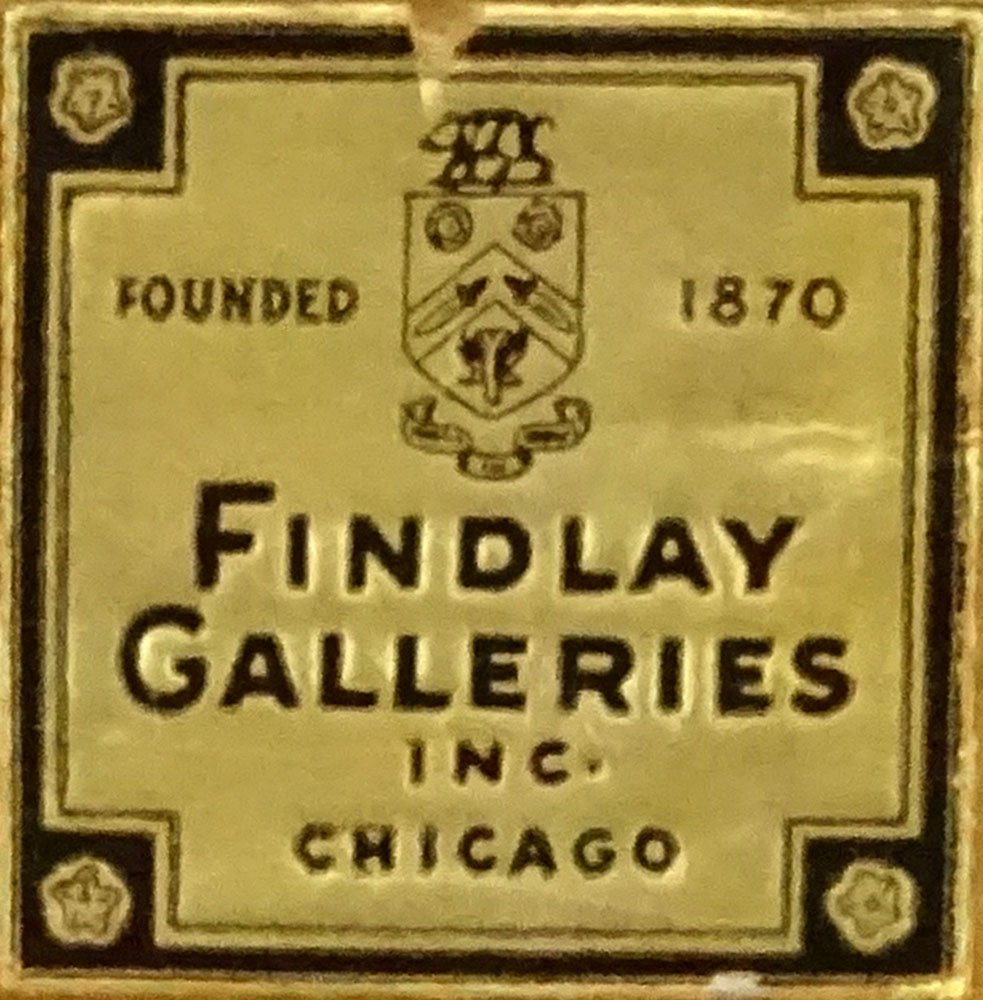 FOUNDED 1870
FINDLAY
GALLERIES
INC.
CHICAGO